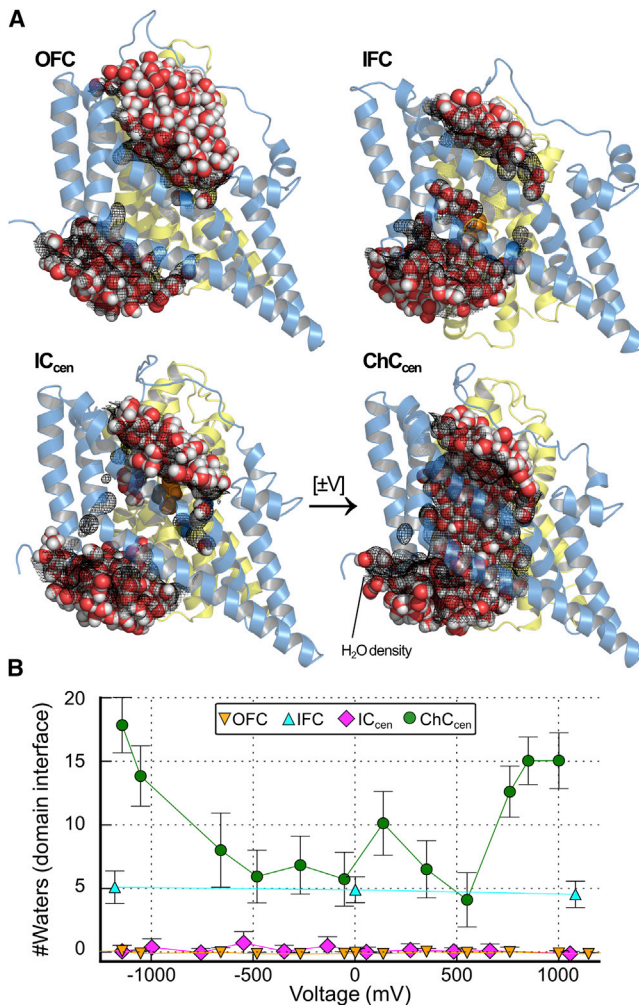 A
OFC
IFC
ICcen
ChCcen
[±V]
H2O density
B
OFC IFC ICcen ChCcen
20
15
10
5
0
#Waters (domain interface)
-1000 -500 0 500 1000
Voltage (mV)